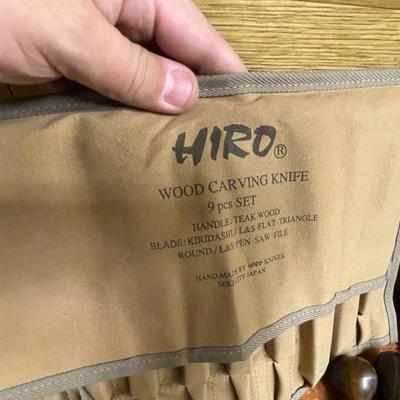 HIRO®
WOOD CARVING KNIFE
9 pcs SET
HANDLE: TEAK WOOD
BLADE: KIRIDASHI / L&S FLAT·TRIANGLE
ROUND / L&S·PEN·SAW·FILE
HAND MADE BY HIRO KNIVES
SEKI CITY JAPAN